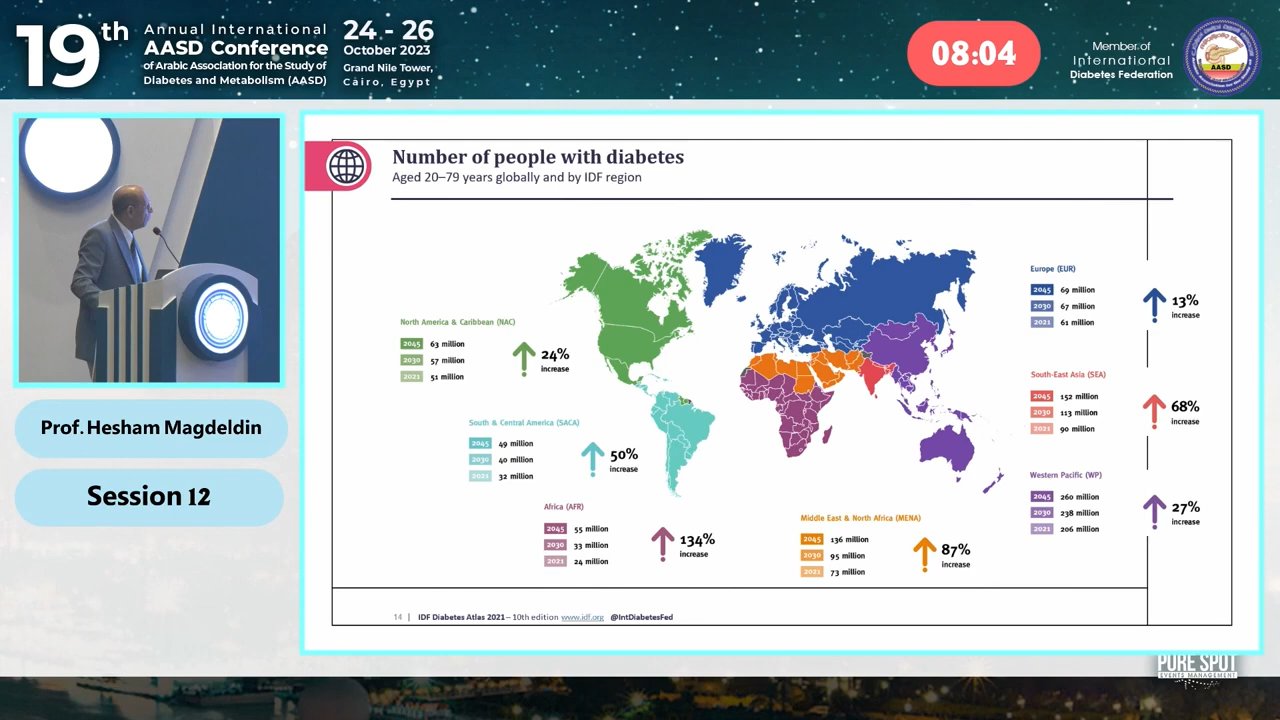 19th
Annual International
AASD Conference
of Arabic Association for the Study of
Diabetes and Metabolism (AASD)
24 - 26
October 2023
Grand Nile Tower,
Cairo, Egypt
08:04
Member of
International
Diabetes Federation
AASD
Number of people with diabetes
Aged 20–79 years globally and by IDF region
North America & Caribbean (NAC)
2045 63 million
2030 57 million
2021 51 million
24%
increase
South & Central America (SACA)
2045 49 million
2030 40 million
2021 32 million
50%
increase
Africa (AFR)
2045 55 million
2030 33 million
2021 24 million
134%
increase
Middle East & North Africa (MENA)
2045 136 million
2030 95 million
2021 73 million
87%
increase
Europe (EUR)
2045 69 million
2030 67 million
2021 61 million
13%
increase
South-East Asia (SEA)
2045 152 million
2030 113 million
2021 90 million
68%
increase
Western Pacific (WP)
2045 260 million
2030 238 million
2021 206 million
27%
increase
14 | IDF Diabetes Atlas 2021 – 10th edition www.idf.org @IntDiabetesFed
Prof. Hesham Magdeldin
Session 12
PURE SPOT
EVENTS MANAGEMENT